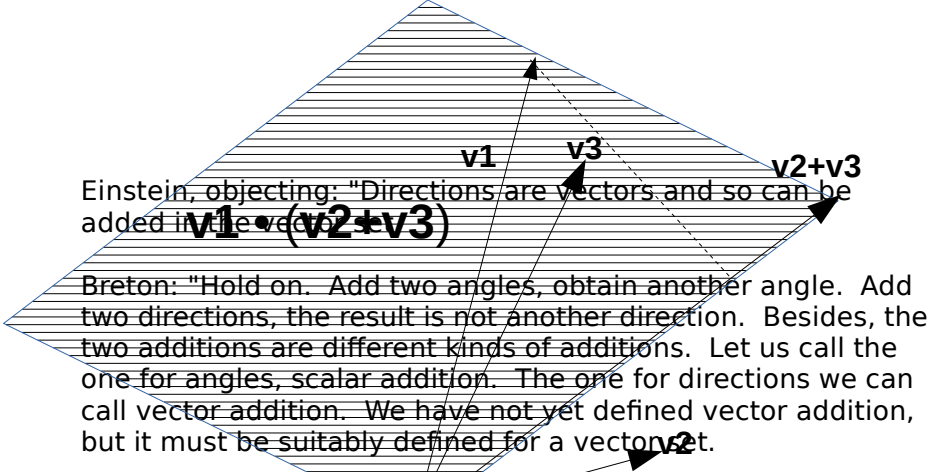 v1
v3
v2+v3
Einstein, objecting: "Directions are vectors and so can be
added in the vector set.
v1 • (v2+v3)
Breton: "Hold on.  Add two angles, obtain another angle.  Add
two directions, the result is not another direction.  Besides, the
two additions are different kinds of additions.  Let us call the
one for angles, scalar addition.  The one for directions we can
call vector addition.  We have not yet defined vector addition,
but it must be suitably defined for a vector set.
v2